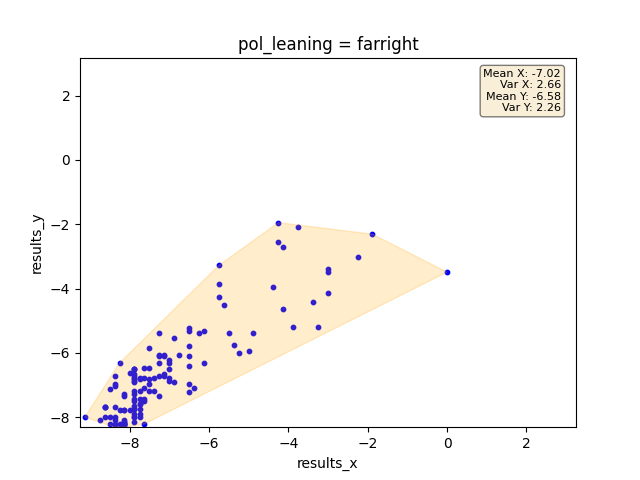 pol_leaning = farright
Mean X: -7.02
Var X: 2.66
Mean Y: -6.58
Var Y: 2.26
2
0
−2
−4
−6
−8
results_y
−8 −6 −4 −2 0 2
results_x